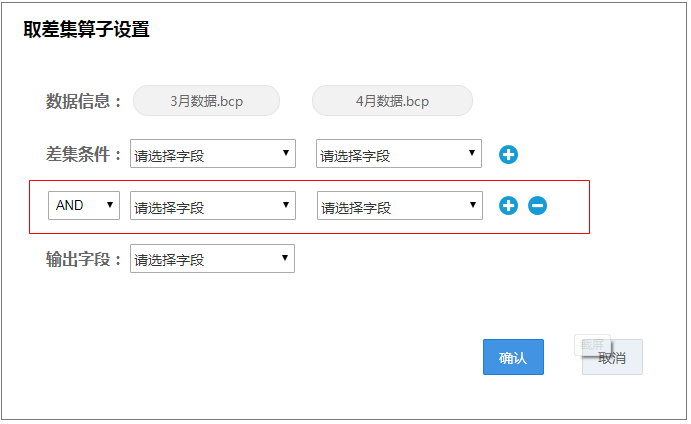 取差集算子设置
数据信息： 3月数据.bcp 4月数据.bcp
差集条件： 请选择字段 请选择字段
AND 请选择字段 请选择字段
输出字段： 请选择字段
截屏
确认 取消